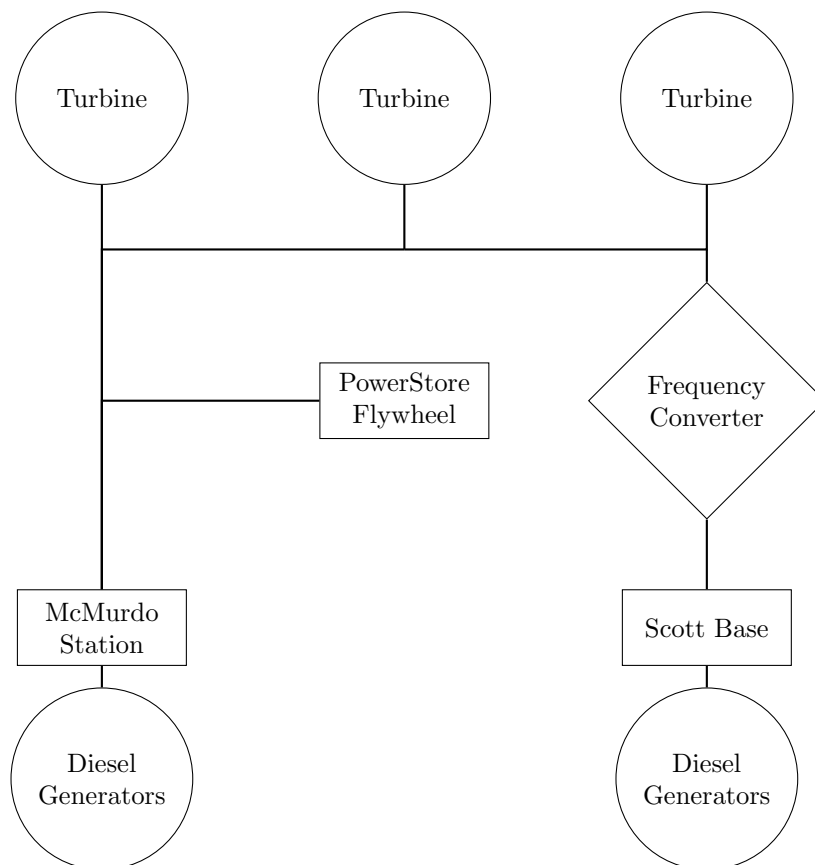 Turbine
Turbine
Turbine
PowerStore
Flywheel
Frequency
Converter
McMurdo
Station
Scott Base
Diesel
Generators
Diesel
Generators